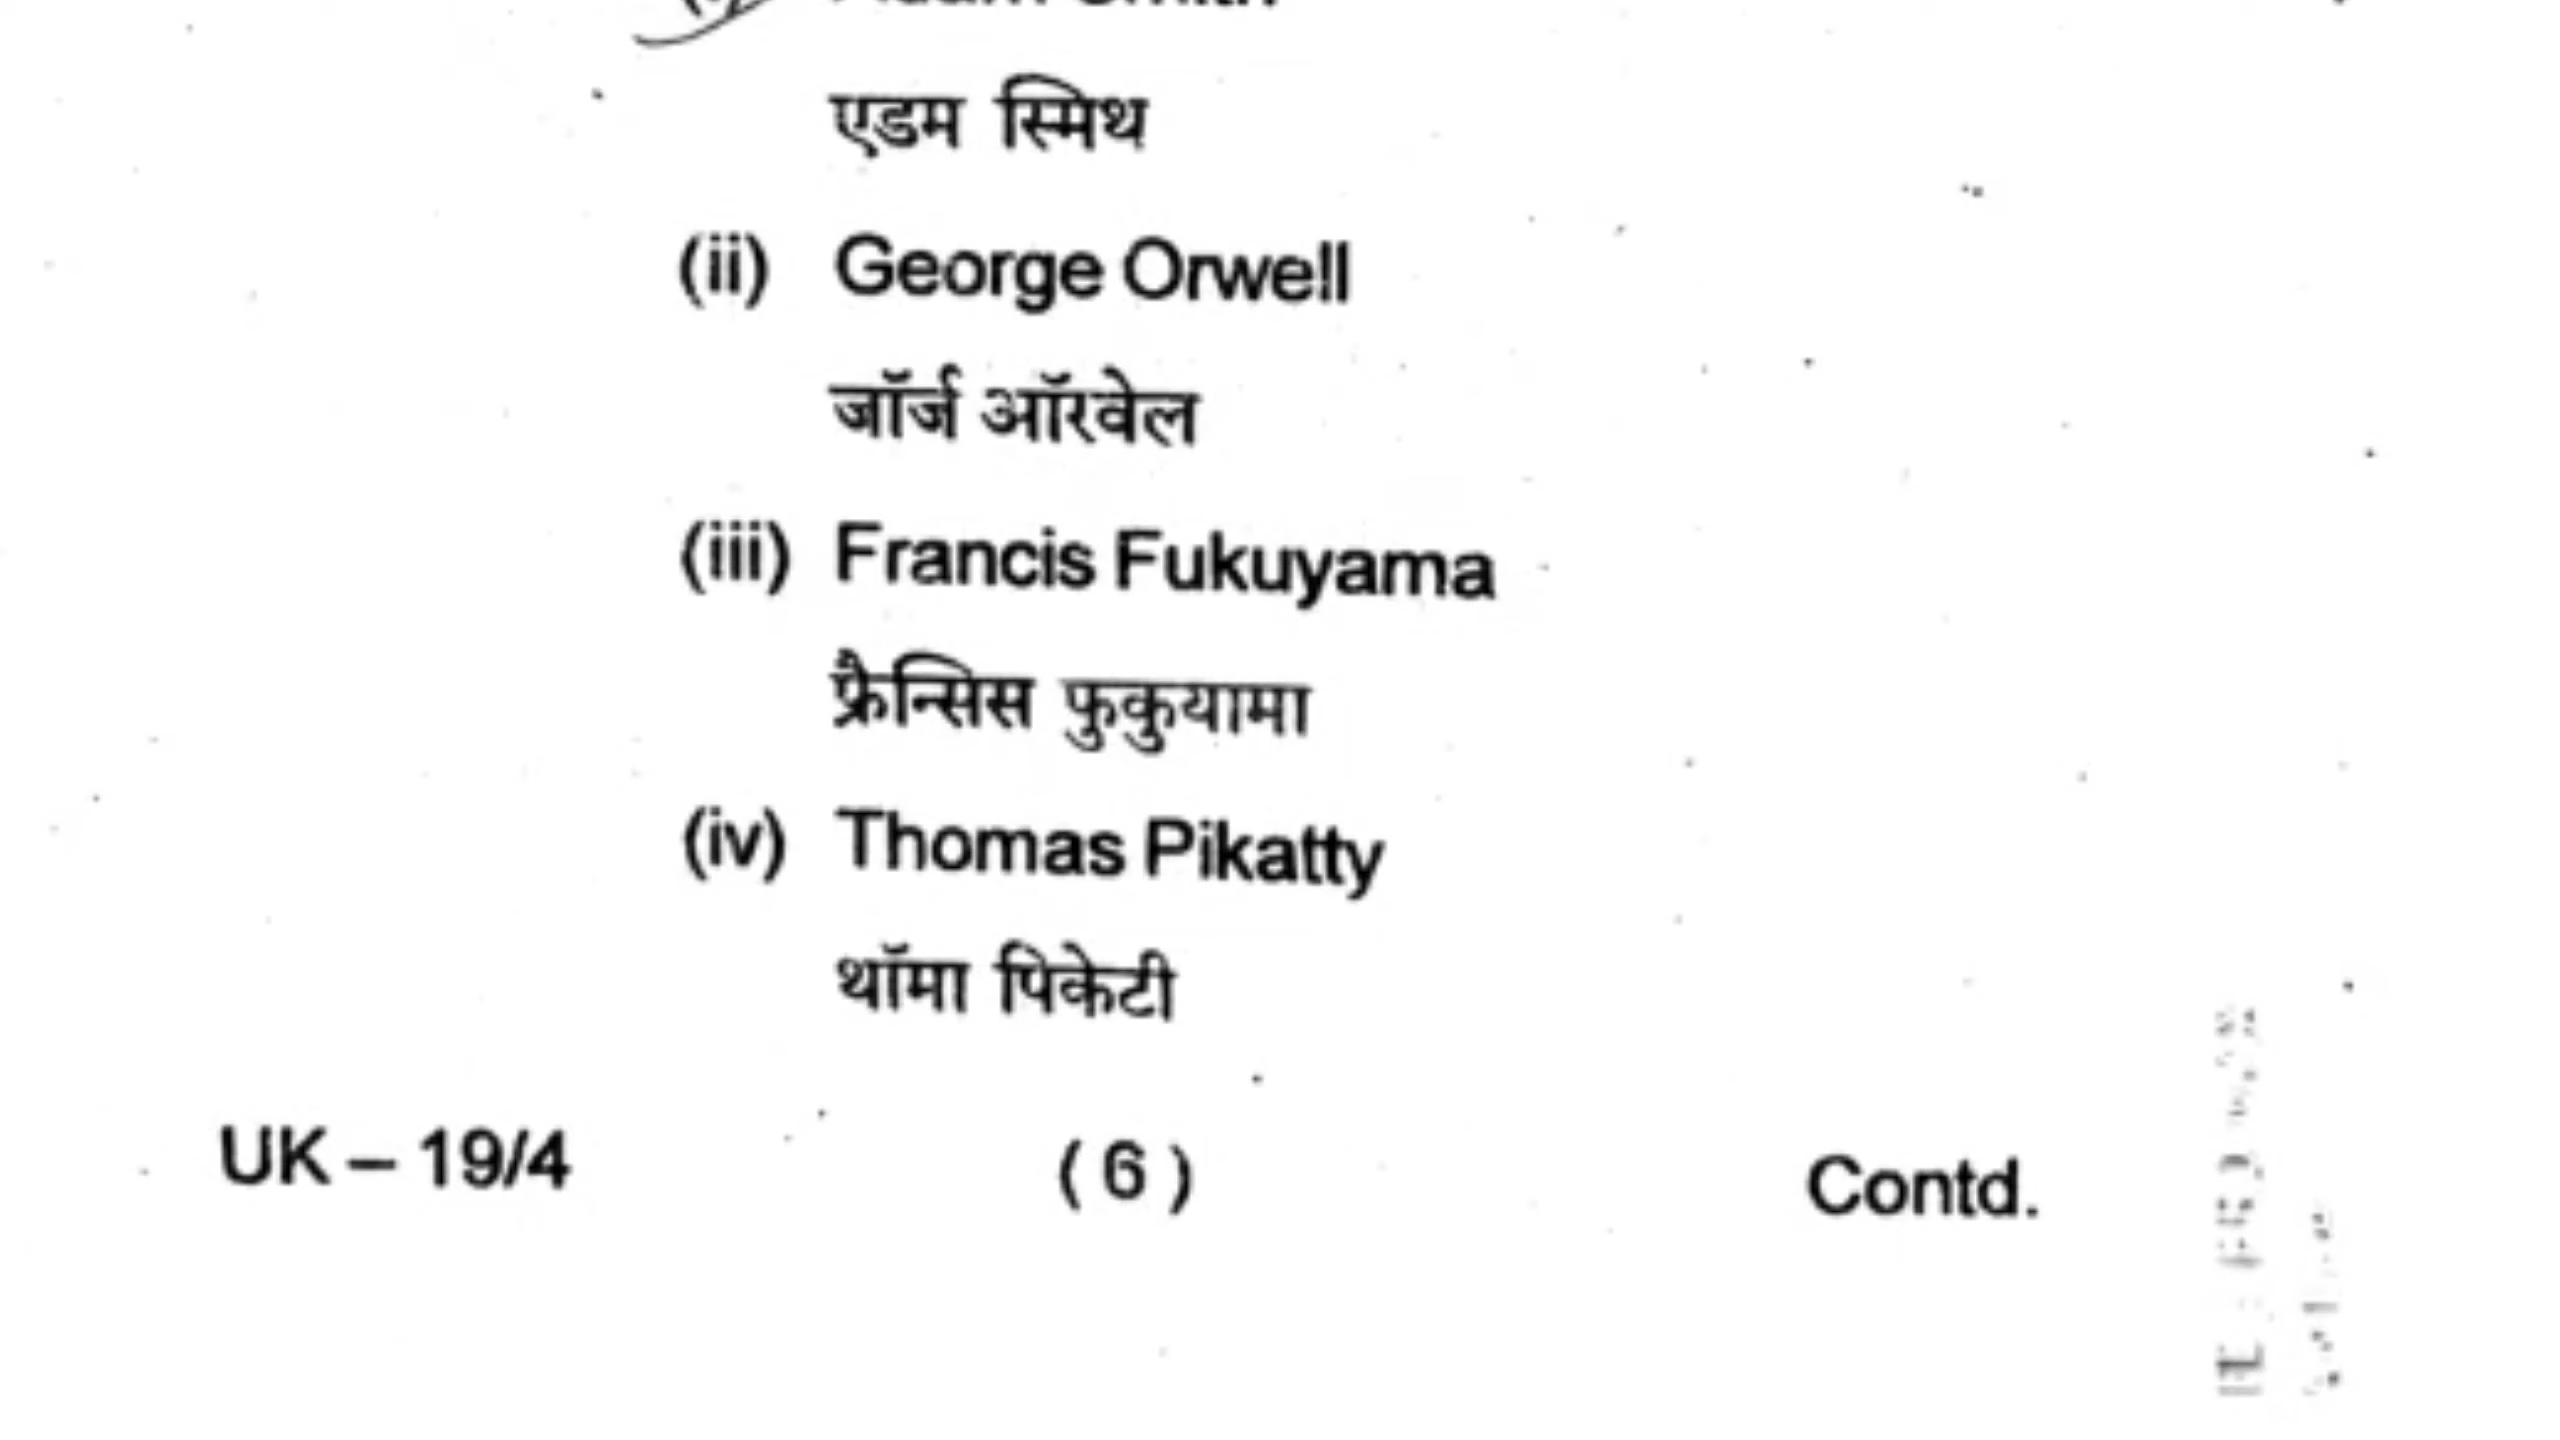 एडम स्मिथ
(ii) George Orwell
जॉर्ज ऑरवेल
(iii) Francis Fukuyama
फ्रैन्सिस फुकुयामा
(iv) Thomas Pikatty
थॉमा पिकेटी
UK – 19/4 (6) Contd.